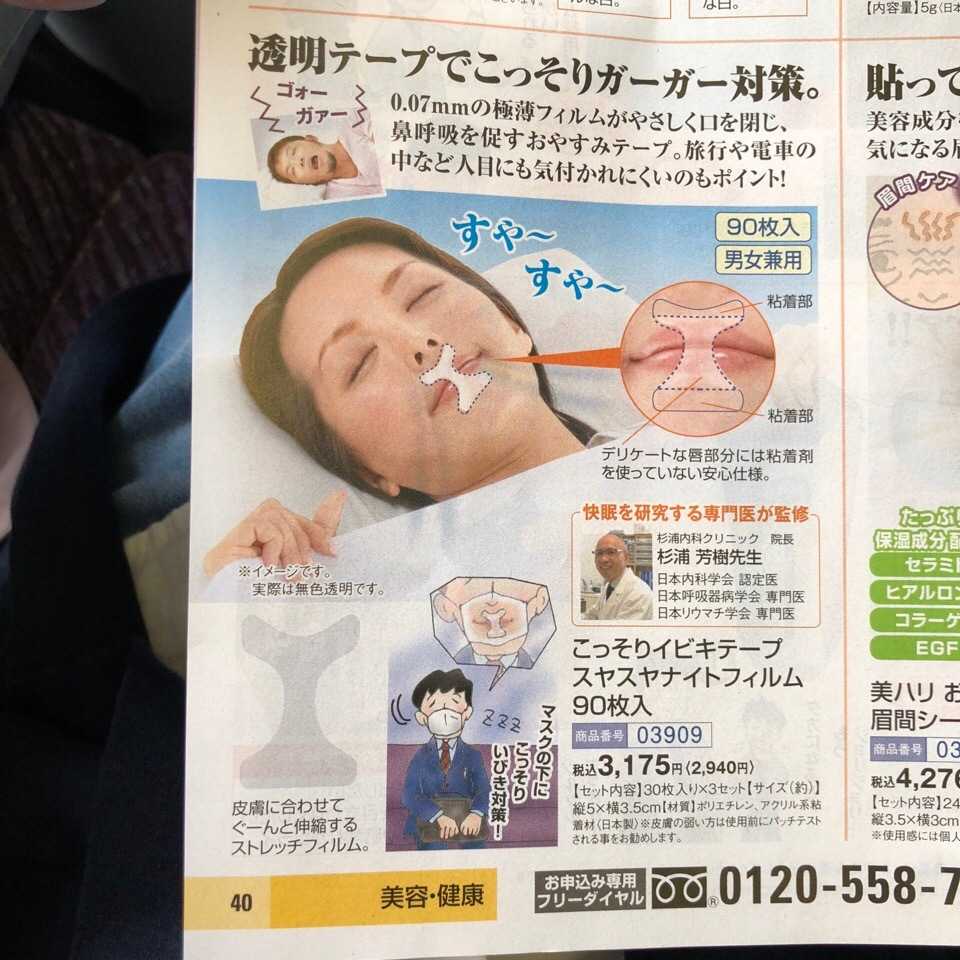 な日。
【内容量】5g〈日本
透明テープでこっそりガーガー対策。
ゴォー
ガァー
0.07mmの極薄フィルムがやさしく口を閉じ、
鼻呼吸を促すおやすみテープ。旅行や電車の
中など人目にも気付かれにくいのもポイント!
すや〜
すや〜
90枚入
男女兼用
粘着部
粘着部
デリケートな唇部分には粘着剤
を使っていない安心仕様。
快眠を研究する専門医が監修
杉浦内科クリニック 院長
杉浦 芳樹先生
日本内科学会 認定医
日本呼吸器病学会 専門医
日本リウマチ学会 専門医
※イメージです。
実際は無色透明です。
皮膚に合わせて
ぐーんと伸縮する
ストレッチフィルム。
ZZZ
マスクの下に
こっそり
いびき対策!
こっそりイビキテープ
スヤスヤナイトフィルム
90枚入
商品番号 03909
税込3,175円〈2,940円〉
【セット内容】30枚入り×3セット【サイズ(約)】
縦5×横3.5cm【材質】ポリエチレン、アクリル系粘
着材〈日本製〉※皮膚の弱い方は使用前にパッチテスト
される事をお勧めします。
貼って
美容成分
気になる
眉間ケア
たっぷり
保湿成分配
セラミド
ヒアルロン
コラーゲ
EGF
美ハリ お
眉間シー
商品番号 03
税込4,276
【セット内容】24
縦3.5×横3cm
※使用感には個人
40
美容・健康
お申込み専用
フリーダイヤル
0120-558-7